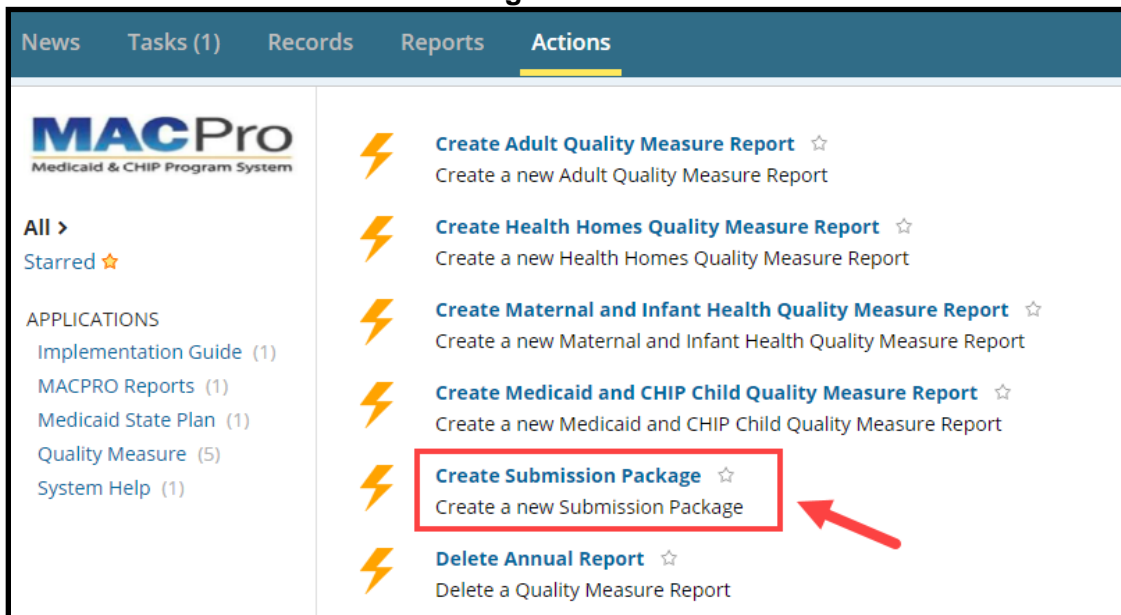 News Tasks (1) Records Reports Actions
MACPro
Medicaid & CHIP Program System
All >
Starred
APPLICATIONS
Implementation Guide (1)
MACPRO Reports (1)
Medicaid State Plan (1)
Quality Measure (5)
System Help (1)
Create Adult Quality Measure Report
Create a new Adult Quality Measure Report
Create Health Homes Quality Measure Report
Create a new Health Homes Quality Measure Report
Create Maternal and Infant Health Quality Measure Report
Create a new Maternal and Infant Health Quality Measure Report
Create Medicaid and CHIP Child Quality Measure Report
Create a new Medicaid and CHIP Child Quality Measure Report
Create Submission Package
Create a new Submission Package
Delete Annual Report
Delete a Quality Measure Report